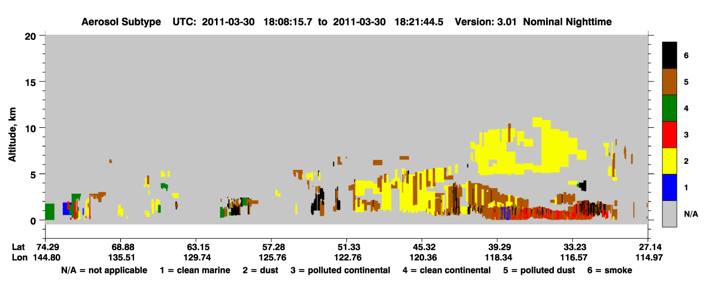 Aerosol Subtype UTC: 2011-03-30 18:08:15.7 to 2011-03-30 18:21:44.5 Version: 3.01 Nominal Nighttime
20
15
10
5
0
Altitude, km
6
5
4
3
2
1
N/A
Lat 74.29 68.88 63.15 57.28 51.33 45.32 39.29 33.23 27.14
Lon 144.80 135.51 129.74 125.76 122.76 120.36 118.34 116.57 114.97
N/A = not applicable 1 = clean marine 2 = dust 3 = polluted continental 4 = clean continental 5 = polluted dust 6 = smoke